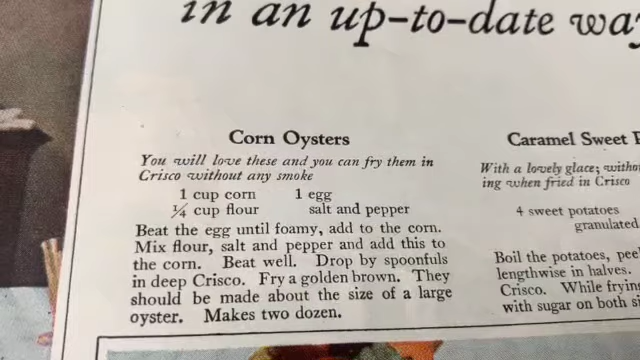 in an up-to-date
Corn Oysters
You will love these and you can fry them in
Crisco without any smoke
1 cup corn 1 egg
¼ cup flour salt and pepper
Beat the egg until foamy, add to the corn.
Mix flour, salt and pepper and add this to
the corn. Beat well. Drop by spoonfuls
in deep Crisco. Fry a golden brown. They
should be made about the size of a large
oyster. Makes two dozen.
Caramel Sweet
With a lovely glace;
ing when fried in Crisco
4 sweet potatoes
granulated
Boil the potatoes,
lengthwise in halves.
Crisco. While
with sugar on both